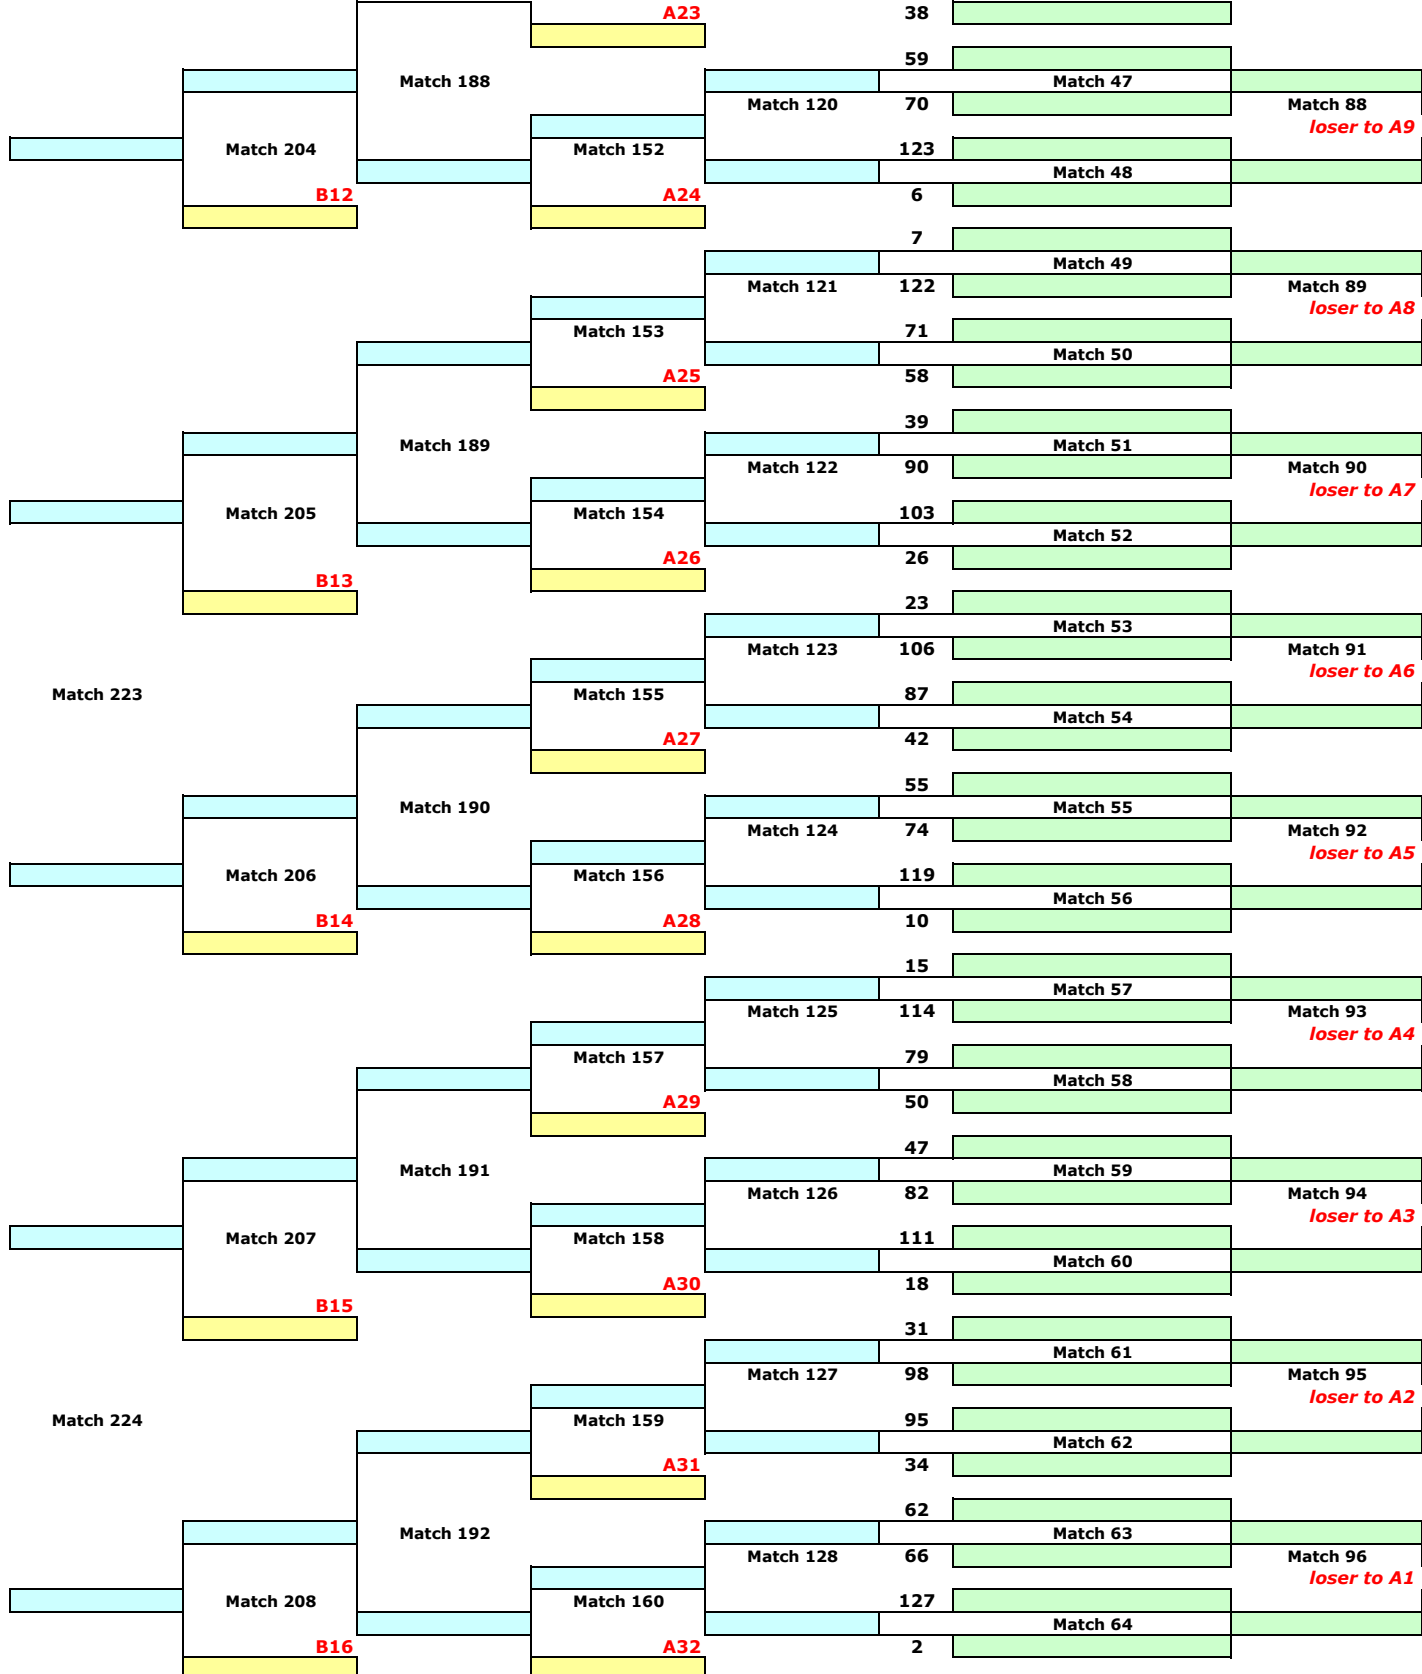 A23 38
59
Match 188 Match 47
Match 120 70 Match 88
loser to A9
Match 204 Match 152 123
Match 48
B12 A24 6
7
Match 49
Match 121 122 Match 89
loser to A8
Match 153 71
Match 50
A25 58
39
Match 189 Match 51
Match 122 90 Match 90
loser to A7
Match 205 Match 154 103
Match 52
A26 26
B13
23
Match 53
Match 123 106 Match 91
loser to A6
Match 223 Match 155 87
Match 54
A27 42
55
Match 190 Match 55
Match 124 74 Match 92
loser to A5
Match 206 Match 156 119
Match 56
B14 A28 10
15
Match 57
Match 125 114 Match 93
loser to A4
Match 157 79
Match 58
A29 50
47
Match 191 Match 59
Match 126 82 Match 94
loser to A3
Match 207 Match 158 111
Match 60
A30 18
B15
31
Match 61
Match 127 98 Match 95
loser to A2
Match 224 Match 159 95
Match 62
A31 34
62
Match 192 Match 63
Match 128 66 Match 96
loser to A1
Match 208 Match 160 127
Match 64
B16 A32 2